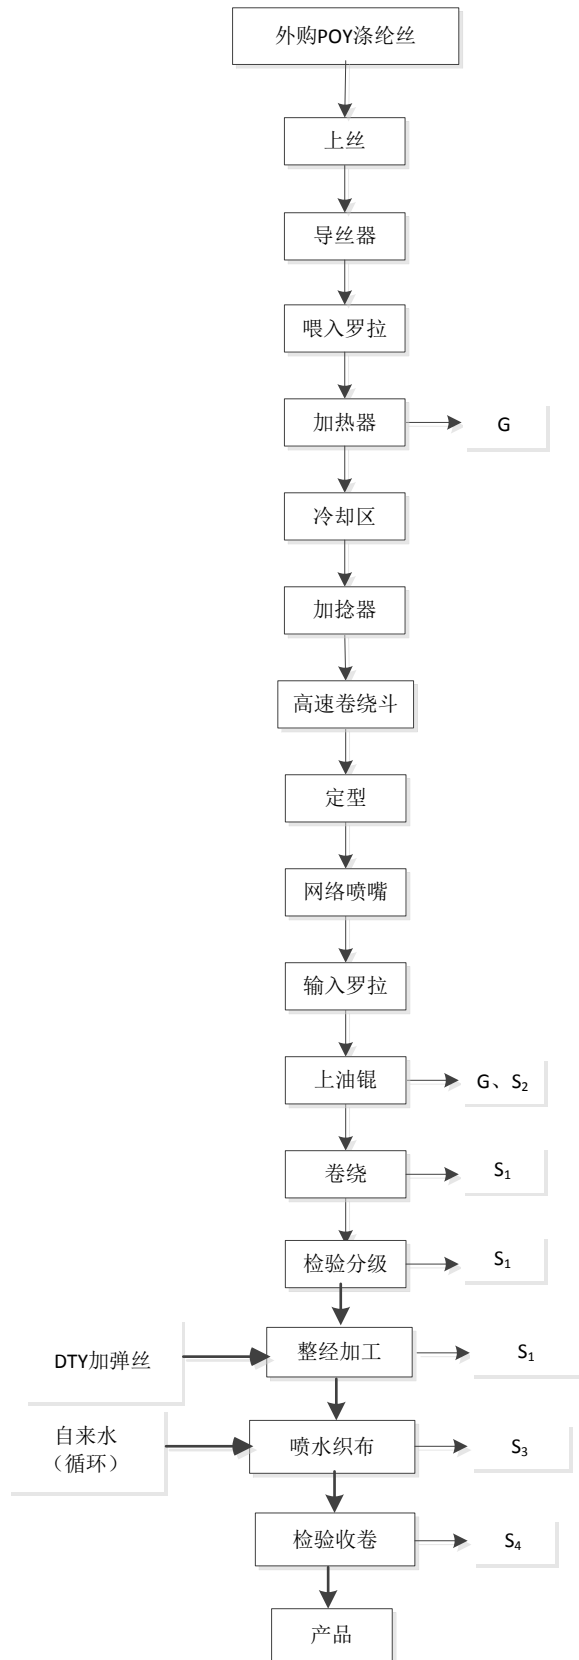 外购POY涤纶丝
上丝
导丝器
喂入罗拉
加热器
G
冷却区
加捻器
高速卷绕斗
定型
网络喷嘴
输入罗拉
上油锟
G、S₂
卷绕
S₁
检验分级
S₁
DTY加弹丝
整经加工
S₁
自来水
（循环）
喷水织布
S₃
检验收卷
S₄
产品